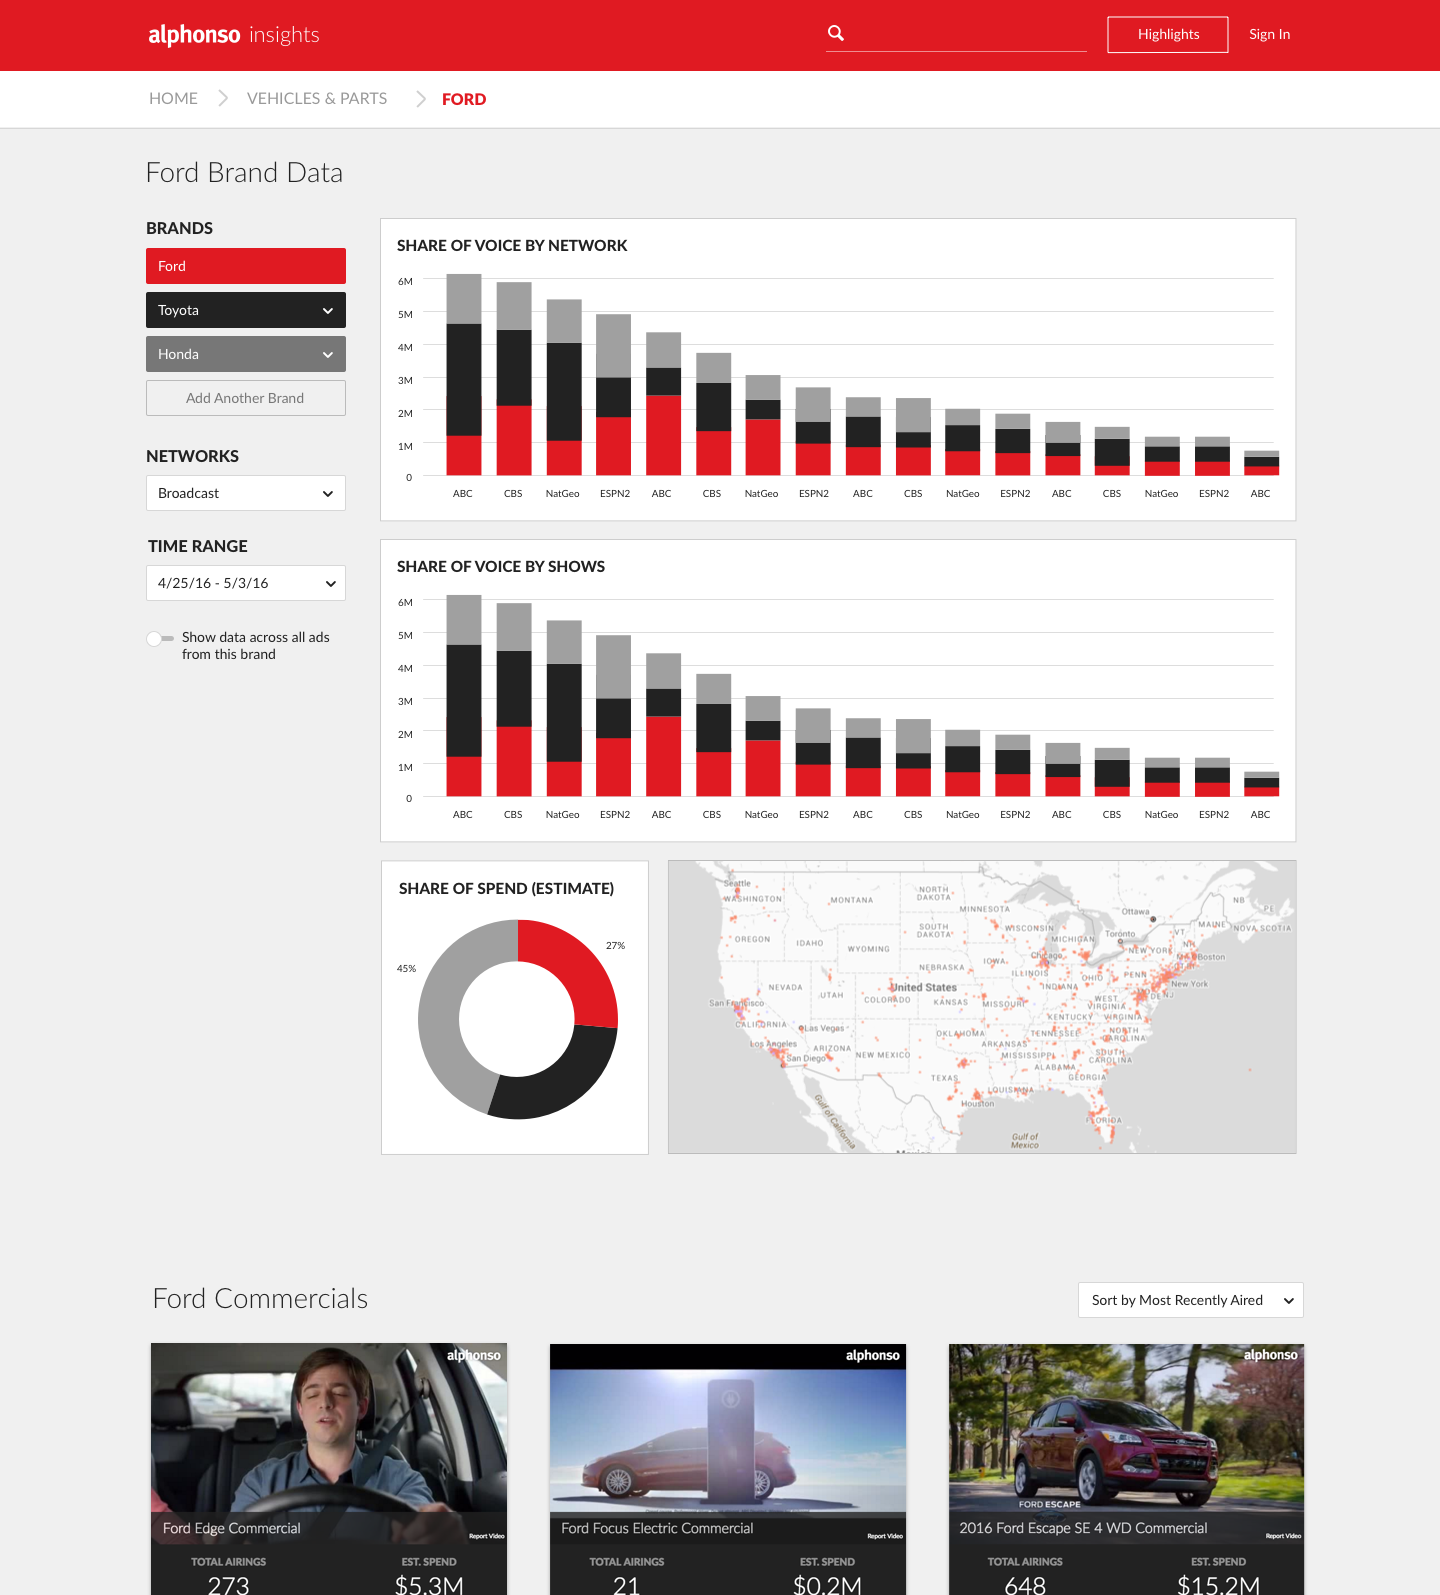 alphonso insights
Highlights
Sign In
HOME
VEHICLES & PARTS
FORD
Ford Brand Data
BRANDS
Ford
Toyota
Honda
Add Another Brand
NETWORKS
Broadcast
TIME RANGE
4/25/16 - 5/3/16
Show data across all ads
from this brand
SHARE OF VOICE BY NETWORK
6M
5M
4M
3M
2M
1M
0
ABC CBS NatGeo ESPN2 ABC CBS NatGeo ESPN2 ABC CBS NatGeo ESPN2 ABC CBS NatGeo ESPN2 ABC
SHARE OF VOICE BY SHOWS
6M
5M
4M
3M
2M
1M
0
ABC CBS NatGeo ESPN2 ABC CBS NatGeo ESPN2 ABC CBS NatGeo ESPN2 ABC CBS NatGeo ESPN2 ABC
SHARE OF SPEND (ESTIMATE)
27%
45%
Seattle
WASHINGTON
MONTANA
NORTH
DAKOTA
MINNESOTA
Ottawa
NB
PE
MAINE
NOVA SCOTIA
OREGON
IDAHO
WYOMING
SOUTH
DAKOTA
WISCONSIN
MICHIGAN
Toronto
VT
NH
NEW YORK
MA
Boston
NEBRASKA
IOWA
Chicago
ILLINOIS
OHIO
PENN
New York
NEVADA
UTAH
COLORADO
United States
KANSAS
MISSOURI
INDIANA
WEST
VIRGINIA
DE
NJ
San Francisco
CALIFORNIA
Las Vegas
KENTUCKY
VIRGINIA
OKLAHOMA
TENNESSEE
NORTH
CAROLINA
Los Angeles
San Diego
ARIZONA
NEW MEXICO
ARKANSAS
MISSISSIPPI
SOUTH
CAROLINA
ALABAMA
TEXAS
GEORGIA
LOUISIANA
Houston
FLORIDA
Gulf of California
Gulf of
Mexico
Mexico
Ford Commercials
Sort by Most Recently Aired
alphonso
Ford Edge Commercial
Report Video
TOTAL AIRINGS
EST. SPEND
273
$5.3M
alphonso
Ford Focus Electric Commercial
Report Video
TOTAL AIRINGS
EST. SPEND
21
$0.2M
alphonso
FORD ESCAPE
2016 Ford Escape SE 4 WD Commercial
Report Video
TOTAL AIRINGS
EST. SPEND
648
$15.2M